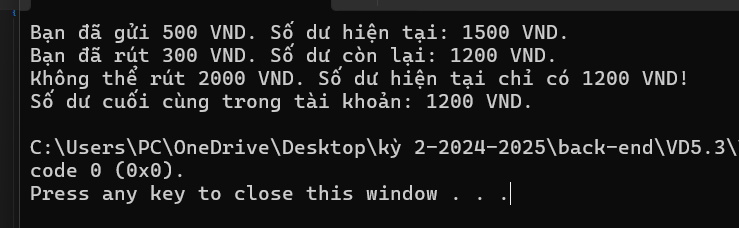 Bạn đã gửi 500 VND. Số dư hiện tại: 1500 VND.
Bạn đã rút 300 VND. Số dư còn lại: 1200 VND.
Không thể rút 2000 VND. Số dư hiện tại chỉ có 1200 VND!
Số dư cuối cùng trong tài khoản: 1200 VND.
C:\Users\PC\OneDrive\Desktop\kỳ 2-2024-2025\back-end\VD5.3\
code 0 (0x0).
Press any key to close this window . . .